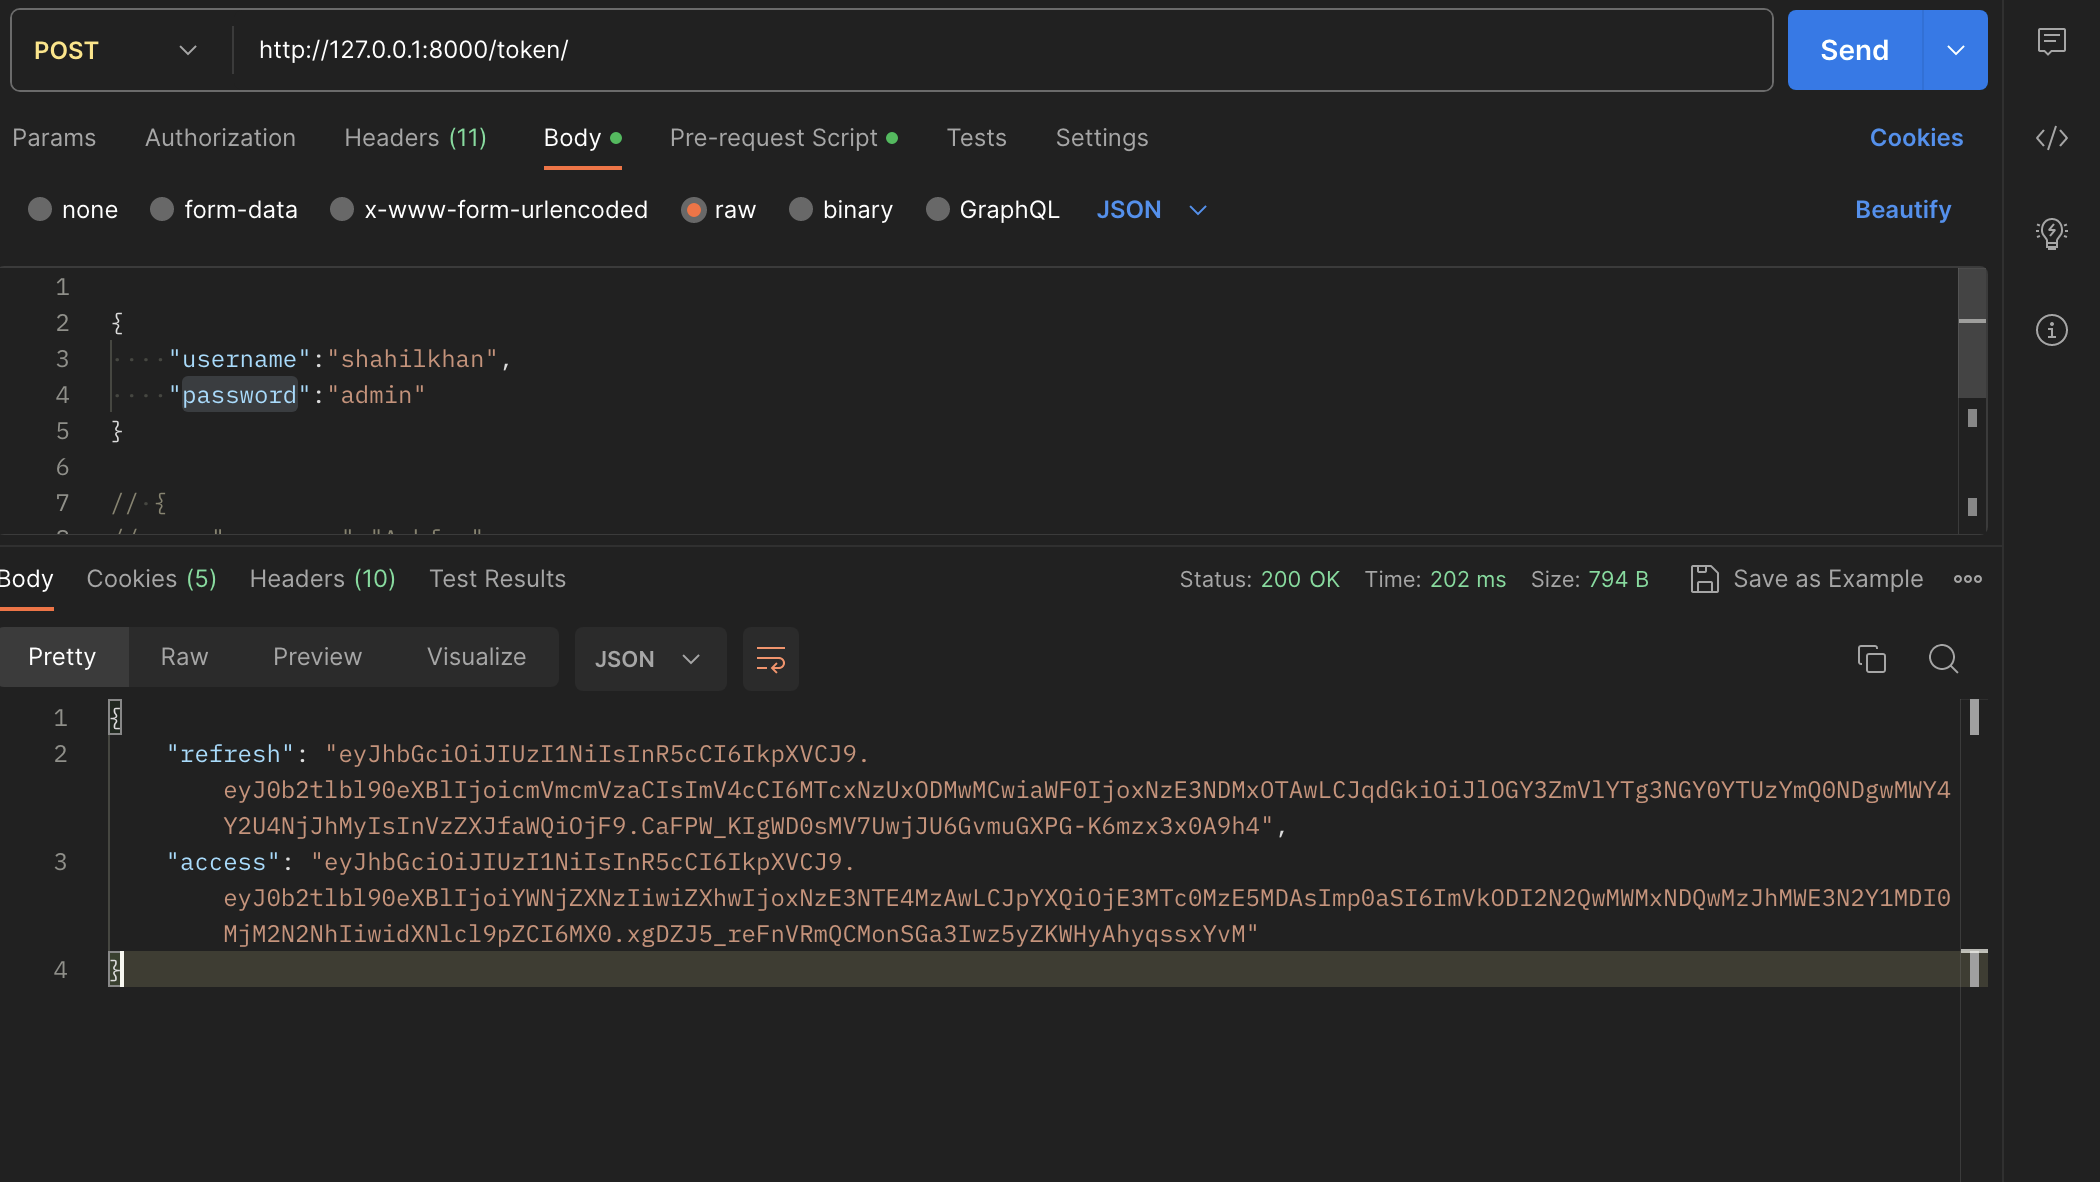 POST http://127.0.0.1:8000/token/ Send
Params Authorization Headers (11) Body Pre-request Script Tests Settings Cookies
none form-data x-www-form-urlencoded raw binary GraphQL JSON Beautify
1
2 {
3 "username":"shahilkhan",
4 "password":"admin"
5 }
6
7 // {
Body Cookies (5) Headers (10) Test Results Status: 200 OK Time: 202 ms Size: 794 B Save as Example
Pretty Raw Preview Visualize JSON
1 {
2 "refresh": "eyJhbGciOiJIUzI1NiIsInR5cCI6IkpXVCJ9.
eyJ0b2tlbl90eXBlIjoicmVmcmVzaCIsImV4cCI6MTcxNzUxODMwMCwiaWF0IjoxNzE3NDMxOTAwLCJqdGkiOiJlOGY3ZmVlYTg3NGY0YTUzYmQ0NDgwMWY4
Y2U4NjJhMyIsInVzZXJfaWQiOjF9.CaFPW_KIgWD0sMV7UwjJU6GvmuGXPG-K6mzx3x0A9h4",
3 "access": "eyJhbGciOiJIUzI1NiIsInR5cCI6IkpXVCJ9.
eyJ0b2tlbl90eXBlIjoiYWNjZXNzIiwiZXhwIjoxNzE3NTE4MzAwLCJpYXQiOjE3MTc0MzE5MDAsImp0aSI6ImVkODI2N2QwMWMxNDQwMzJhMWE3N2Y1MDI0
MjM2N2NhIiwidXNlcl9pZCI6MX0.xgDZJ5_reFnVRmQCMonSGa3Iwz5yZKWHyAhyqssxYvM"
4 }